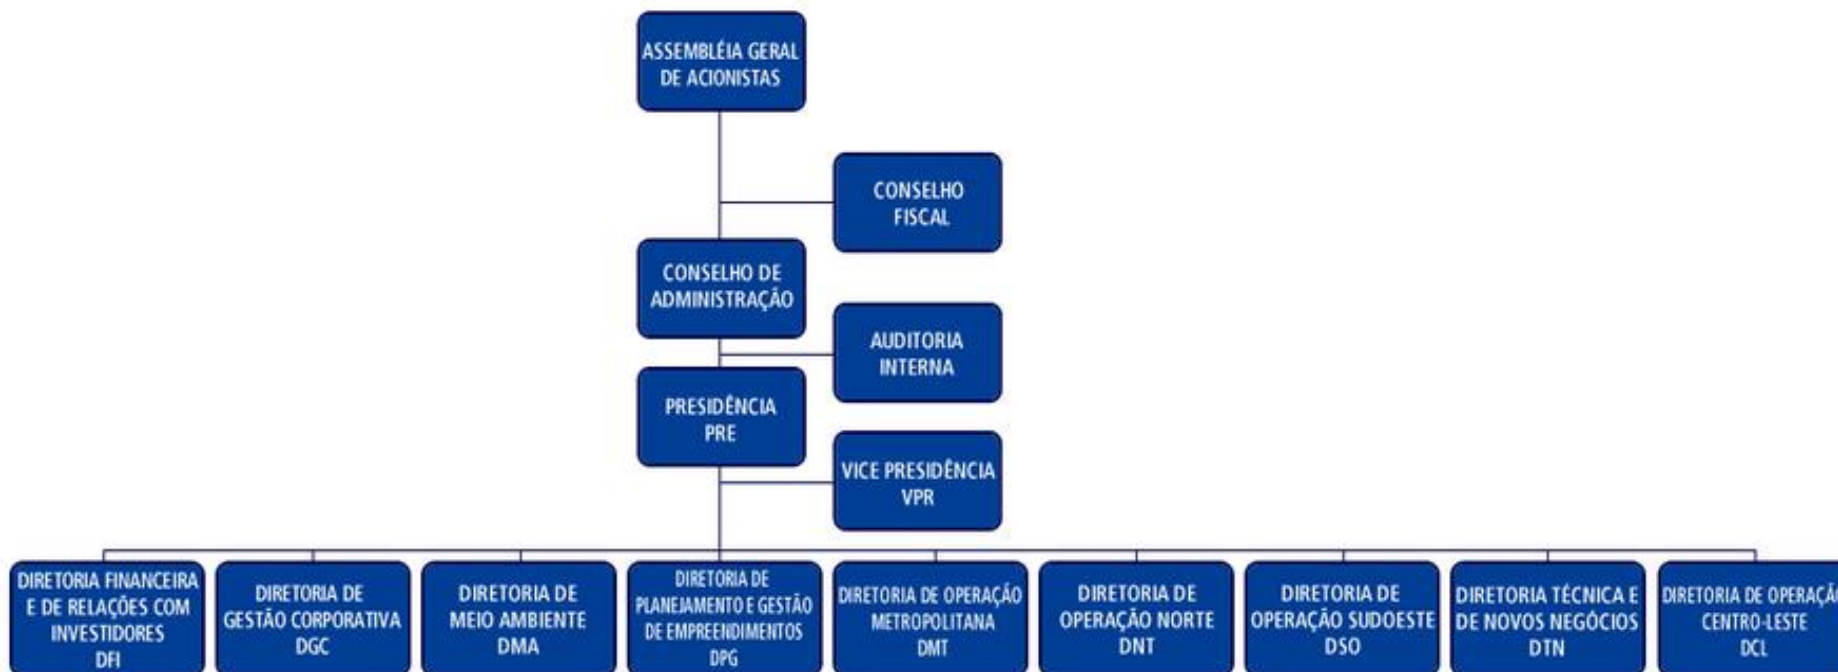 ASSEMBLÉIA GERAL
DE ACIONISTAS
CONSELHO
FISCAL
CONSELHO DE
ADMINISTRAÇÃO
AUDITORIA
INTERNA
PRESIDÊNCIA
PRE
VICE PRESIDÊNCIA
VPR
DIRETORIA FINANCEIRA
E DE RELAÇÕES COM
INVESTIDORES
DFI
DIRETORIA DE
GESTÃO CORPORATIVA
DGC
DIRETORIA DE
MEIO AMBIENTE
DMA
DIRETORIA DE
PLANEJAMENTO E GESTÃO
DE EMPREENDIMENTOS
DPG
DIRETORIA DE OPERAÇÃO
METROPOLITANA
DMT
DIRETORIA DE
OPERAÇÃO NORTE
DNT
DIRETORIA DE
OPERAÇÃO SUDOESTE
DSO
DIRETORIA TÉCNICA E
DE NOVOS NEGÓCIOS
DTN
DIRETORIA DE OPERAÇÃO
CENTRO-LESTE
DCL